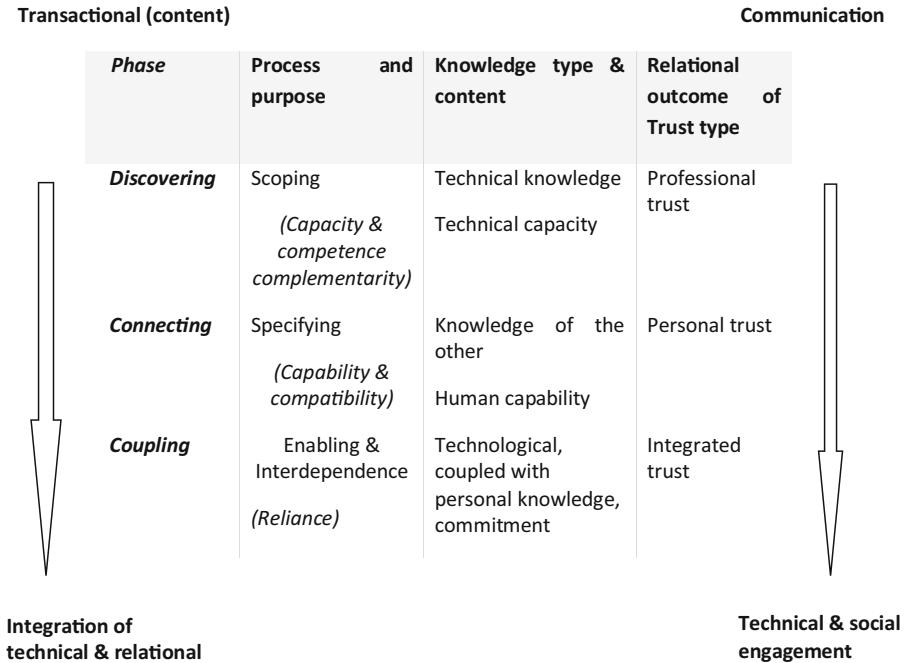 Transactional (content)
Communication
Phase
Process and
purpose
Knowledge type &
content
Relational
outcome of
Trust type
Discovering
Scoping
(Capacity &
competence
complementarity)
Technical knowledge
Technical capacity
Professional
trust
Connecting
Specifying
(Capability &
compatibility)
Knowledge of the
other
Human capability
Personal trust
Coupling
Enabling &
Interdependence
(Reliance)
Technological,
coupled with
personal knowledge,
commitment
Integrated
trust
Integration of
technical & relational
Technical & social
engagement